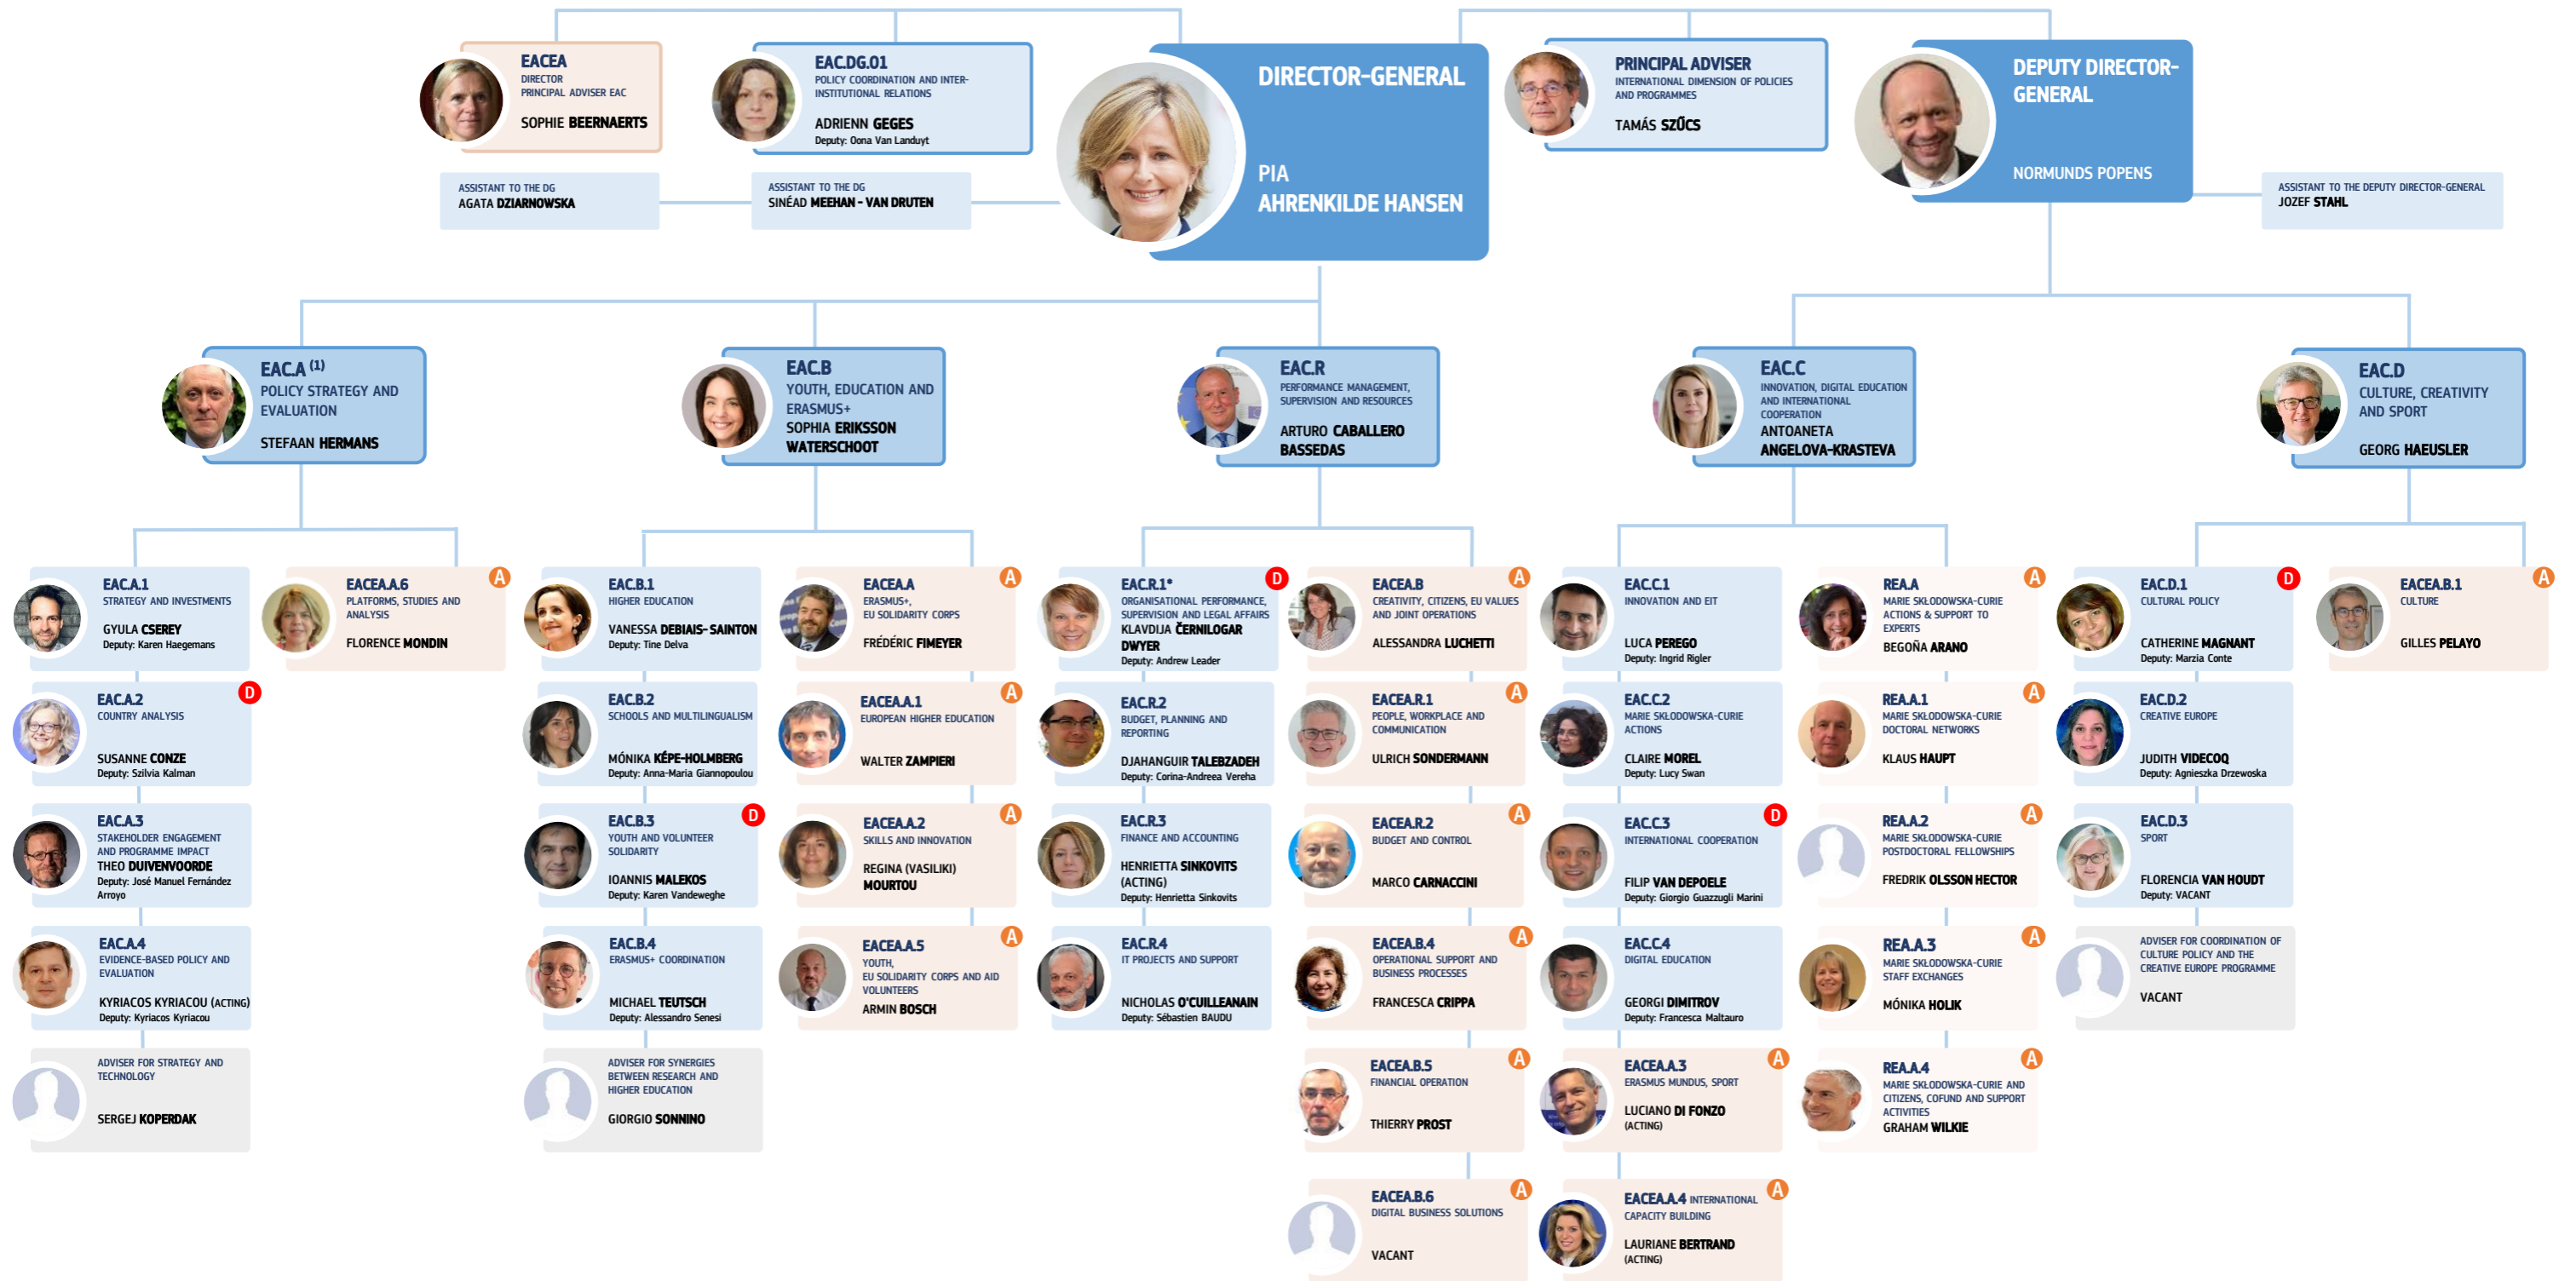 EACEA
DIRECTOR
PRINCIPAL ADVISER EAC
SOPHIE BEERNAERTS
EAC.DG.01
POLICY COORDINATION AND INTER-
INSTITUTIONAL RELATIONS
ADRIENN GEGES
Deputy: Oona Van Landuyt
DIRECTOR-GENERAL
PIA
AHRENKILDE HANSEN
PRINCIPAL ADVISER
INTERNATIONAL DIMENSION OF POLICIES
AND PROGRAMMES
TAMÁS SZŰCS
DEPUTY DIRECTOR-
GENERAL
NORMUNDS POPENS
ASSISTANT TO THE DG
AGATA DZIARNOWSKA
ASSISTANT TO THE DG
SINÉAD MEEHAN - VAN DRUTEN
ASSISTANT TO THE DEPUTY DIRECTOR-GENERAL
JOZEF STAHL
EAC.A (1)
POLICY STRATEGY AND
EVALUATION
STEFAAN HERMANS
EAC.B
YOUTH, EDUCATION AND
ERASMUS+
SOPHIA ERIKSSON
WATERSCHOOT
EAC.R
PERFORMANCE MANAGEMENT,
SUPERVISION AND RESOURCES
ARTURO CABALLERO
BASSEDAS
EAC.C
INNOVATION, DIGITAL EDUCATION
AND INTERNATIONAL
COOPERATION
ANTOANETA
ANGELOVA-KRASTEVA
EAC.D
CULTURE, CREATIVITY
AND SPORT
GEORG HAEUSLER
EAC.A.1
STRATEGY AND INVESTMENTS
GYULA CSEREY
Deputy: Karen Haegemans
EAC.A.2
D
COUNTRY ANALYSIS
SUSANNE CONZE
Deputy: Szilvia Kalman
EAC.A.3
STAKEHOLDER ENGAGEMENT
AND PROGRAMME IMPACT
THEO DUIVENVOORDE
Deputy: José Manuel Fernández
Arroyo
EAC.A.4
EVIDENCE-BASED POLICY AND
EVALUATION
KYRIACOS KYRIACOU (ACTING)
Deputy: Kyriacos Kyriacou
ADVISER FOR STRATEGY AND
TECHNOLOGY
SERGEJ KOPERDAK
EACEA.A.6
A
PLATFORMS, STUDIES AND
ANALYSIS
FLORENCE MONDIN
EAC.B.1
HIGHER EDUCATION
VANESSA DEBIAIS- SAINTON
Deputy: Tine Delva
EAC.B.2
SCHOOLS AND MULTILINGUALISM
MÓNIKA KÉPE-HOLMBERG
Deputy: Anna-Maria Giannopoulou
EAC.B.3
D
YOUTH AND VOLUNTEER
SOLIDARITY
IOANNIS MALEKOS
Deputy: Karen Vandeweghe
EAC.B.4
ERASMUS+ COORDINATION
MICHAEL TEUTSCH
Deputy: Alessandro Senesi
ADVISER FOR SYNERGIES
BETWEEN RESEARCH AND
HIGHER EDUCATION
GIORGIO SONNINO
EACEA.A
A
ERASMUS+,
EU SOLIDARITY CORPS
FRÉDÉRIC FIMEYER
EACEA.A.1
A
EUROPEAN HIGHER EDUCATION
WALTER ZAMPIERI
EACEA.A.2
A
SKILLS AND INNOVATION
REGINA (VASILIKI)
MOURTOU
EACEA.A.5
A
YOUTH,
EU SOLIDARITY CORPS AND AID
VOLUNTEERS
ARMIN BOSCH
EAC.R.1*
D
ORGANISATIONAL PERFORMANCE,
SUPERVISION AND LEGAL AFFAIRS
KLAVDIJA ČERNILOGAR
DWYER
Deputy: Andrew Leader
EAC.R.2
BUDGET, PLANNING AND
REPORTING
DJAHANGUIR TALEBZADEH
Deputy: Corina-Andreea Vereha
EAC.R.3
FINANCE AND ACCOUNTING
HENRIETTA SINKOVITS
(ACTING)
Deputy: Henrietta Sinkovits
EAC.R.4
IT PROJECTS AND SUPPORT
NICHOLAS O'CUILLEANAIN
Deputy: Sébastien BAUDU
EACEA.B
A
CREATIVITY, CITIZENS, EU VALUES
AND JOINT OPERATIONS
ALESSANDRA LUCHETTI
EACEA.R.1
A
PEOPLE, WORKPLACE AND
COMMUNICATION
ULRICH SONDERMANN
EACEA.R.2
A
BUDGET AND CONTROL
MARCO CARNACCINI
EACEA.B.4
A
OPERATIONAL SUPPORT AND
BUSINESS PROCESSES
FRANCESCA CRIPPA
EACEA.B.5
A
FINANCIAL OPERATION
THIERRY PROST
EACEA.B.6
A
DIGITAL BUSINESS SOLUTIONS
VACANT
EAC.C.1
INNOVATION AND EIT
LUCA PEREGO
Deputy: Ingrid Rigler
EAC.C.2
MARIE SKŁODOWSKA-CURIE
ACTIONS
CLAIRE MOREL
Deputy: Lucy Swan
EAC.C.3
D
INTERNATIONAL COOPERATION
FILIP VAN DEPOELE
Deputy: Giorgio Guazzugli Marini
EAC.C.4
DIGITAL EDUCATION
GEORGI DIMITROV
Deputy: Francesca Maltauro
EACEA.A.3
A
ERASMUS MUNDUS, SPORT
LUCIANO DI FONZO
(ACTING)
EACEA.A.4 INTERNATIONAL
A
CAPACITY BUILDING
LAURIANE BERTRAND
(ACTING)
REA.A
A
MARIE SKŁODOWSKA-CURIE
ACTIONS & SUPPORT TO
EXPERTS
BEGOÑA ARANO
REA.A.1
A
MARIE SKŁODOWSKA-CURIE
DOCTORAL NETWORKS
KLAUS HAUPT
REA.A.2
A
MARIE SKŁODOWSKA-CURIE
POSTDOCTORAL FELLOWSHIPS
FREDRIK OLSSON HECTOR
REA.A.3
A
MARIE SKŁODOWSKA-CURIE
STAFF EXCHANGES
MÓNIKA HOLIK
REA.A.4
A
MARIE SKŁODOWSKA-CURIE AND
CITIZENS, COFUND AND SUPPORT
ACTIVITIES
GRAHAM WILKIE
EAC.D.1
D
CULTURAL POLICY
CATHERINE MAGNANT
Deputy: Marzia Conte
EAC.D.2
CREATIVE EUROPE
JUDITH VIDECOQ
Deputy: Agnieszka Drzewoska
EAC.D.3
SPORT
FLORENCIA VAN HOUDT
Deputy: VACANT
ADVISER FOR COORDINATION OF
CULTURE POLICY AND THE
CREATIVE EUROPE PROGRAMME
VACANT
EACEA.B.1
A
CULTURE
GILLES PELAYO